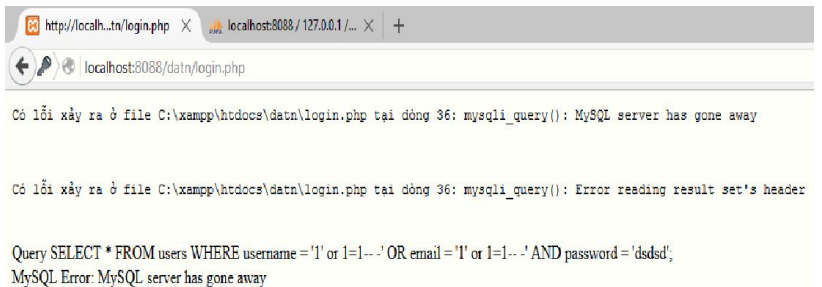 http://localh...tn/login.php
localhost:8088 / 127.0.0.1 /...
localhost:8088/datn/login.php
Có lỗi xảy ra ở file C:\xampp\htdocs\datn\login.php tại dòng 36: mysqli_query(): MySQL server has gone away
Có lỗi xảy ra ở file C:\xampp\htdocs\datn\login.php tại dòng 36: mysqli_query(): Error reading result set's header
Query SELECT * FROM users WHERE username = '1' or 1=1-- -' OR email = '1' or 1=1-- -' AND password = 'dsdsd';
MySQL Error: MySQL server has gone away